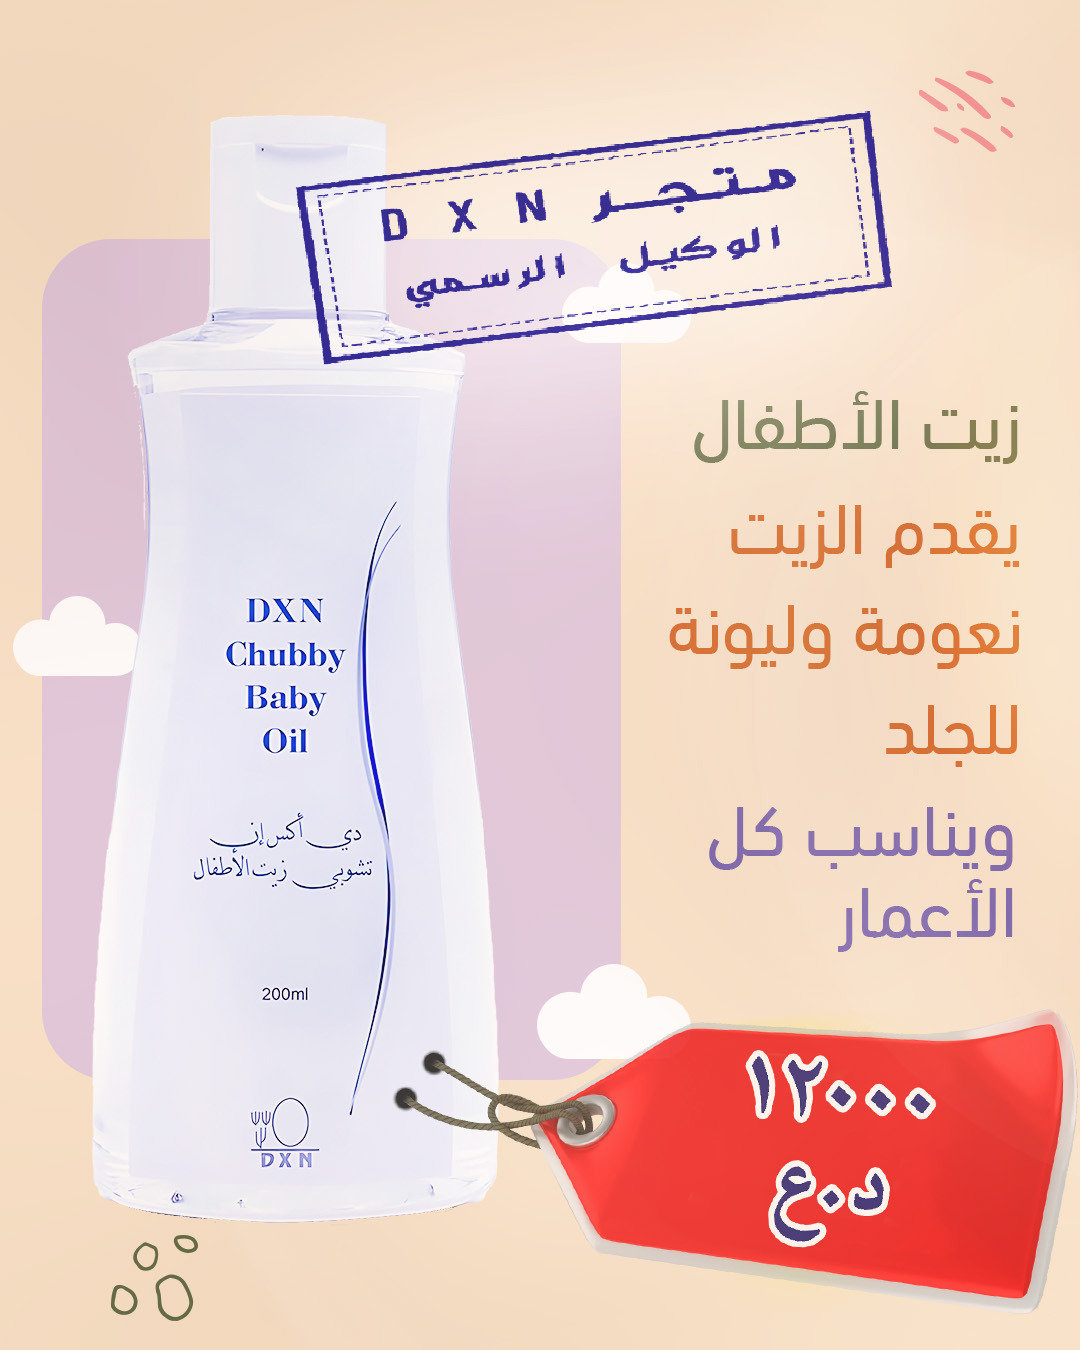 متجر DXN
الوكيل الرسمي
زيت الأطفال
يقدم الزيت
نعومة وليونة
للجلد
ويناسب كل
الأعمار
DXN
Chubby
Baby
Oil
دي أكس إن
تشوبي زيت الأطفال
200ml
DXN
١٢٠٠٠
د.ع